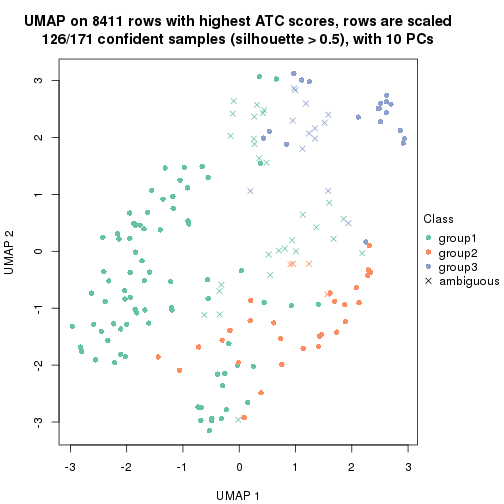 UMAP on 8411 rows with highest ATC scores, rows are scaled
126/171 confident samples (silhouette > 0.5), with 10 PCs
3
2
1
0
-1
-2
-3
UMAP 2
-3
-2
-1
0
1
2
3
UMAP 1
Class
group1
group2
group3
ambiguous